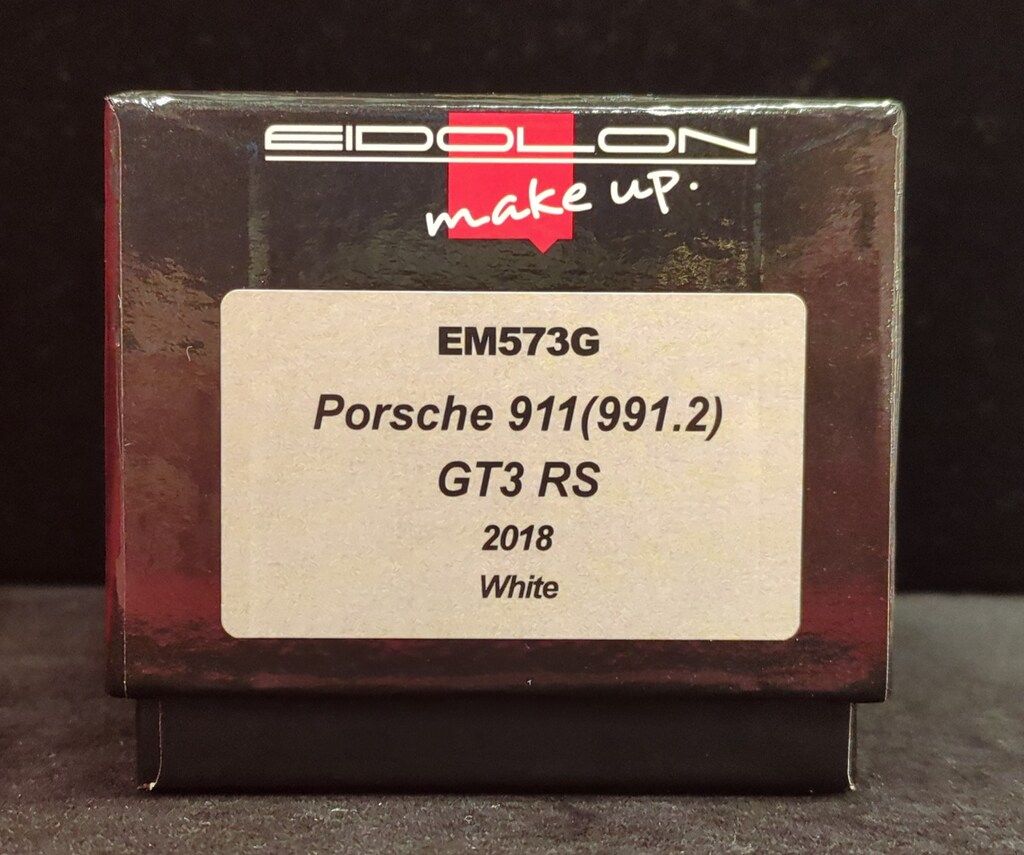 EIDOLON
make up.
EM573G
Porsche 911(991.2)
GT3 RS
2018
White